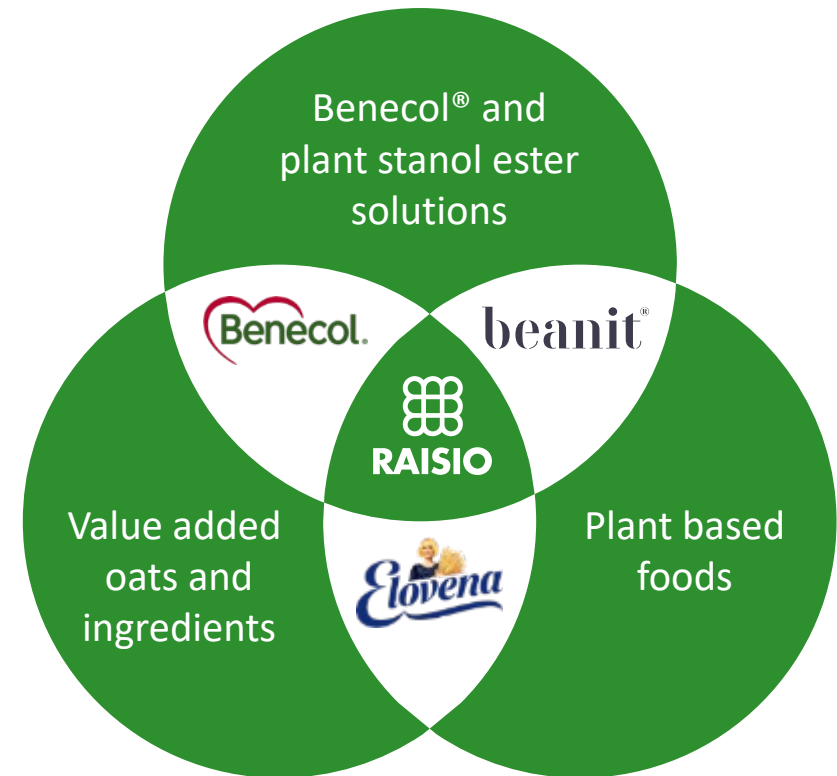 Benecol® and
plant stanol ester
solutions
Benecol.
beanit®
RAISIO
Value added
oats and
ingredients
Elovena
Plant based
foods